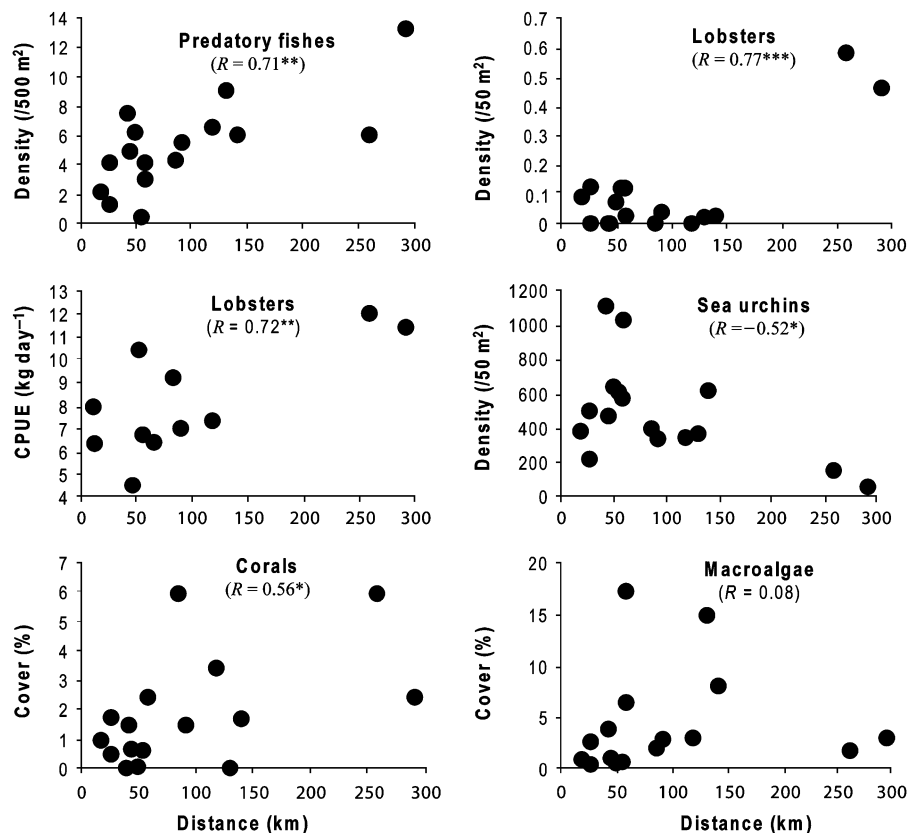 Predatory fishes
(R = 0.71**)
Density (/500 m²)
14
12
10
8
6
4
2
0
0 50 100 150 200 250 300
Lobsters
(R = 0.77***)
Density (/50 m²)
0.7
0.6
0.5
0.4
0.3
0.2
0.1
0
0 50 100 150 200 250 300
Lobsters
(R = 0.72**)
CPUE (kg day⁻¹)
13
12
11
10
9
8
7
6
5
4
0 50 100 150 200 250 300
Sea urchins
(R =−0.52*)
Density (/50 m²)
1200
1000
800
600
400
200
0
0 50 100 150 200 250 300
Corals
(R = 0.56*)
Cover (%)
7
6
5
4
3
2
1
0
0 50 100 150 200 250 300
Distance (km)
Macroalgae
(R = 0.08)
Cover (%)
20
15
10
5
0
0 50 100 150 200 250 300
Distance (km)